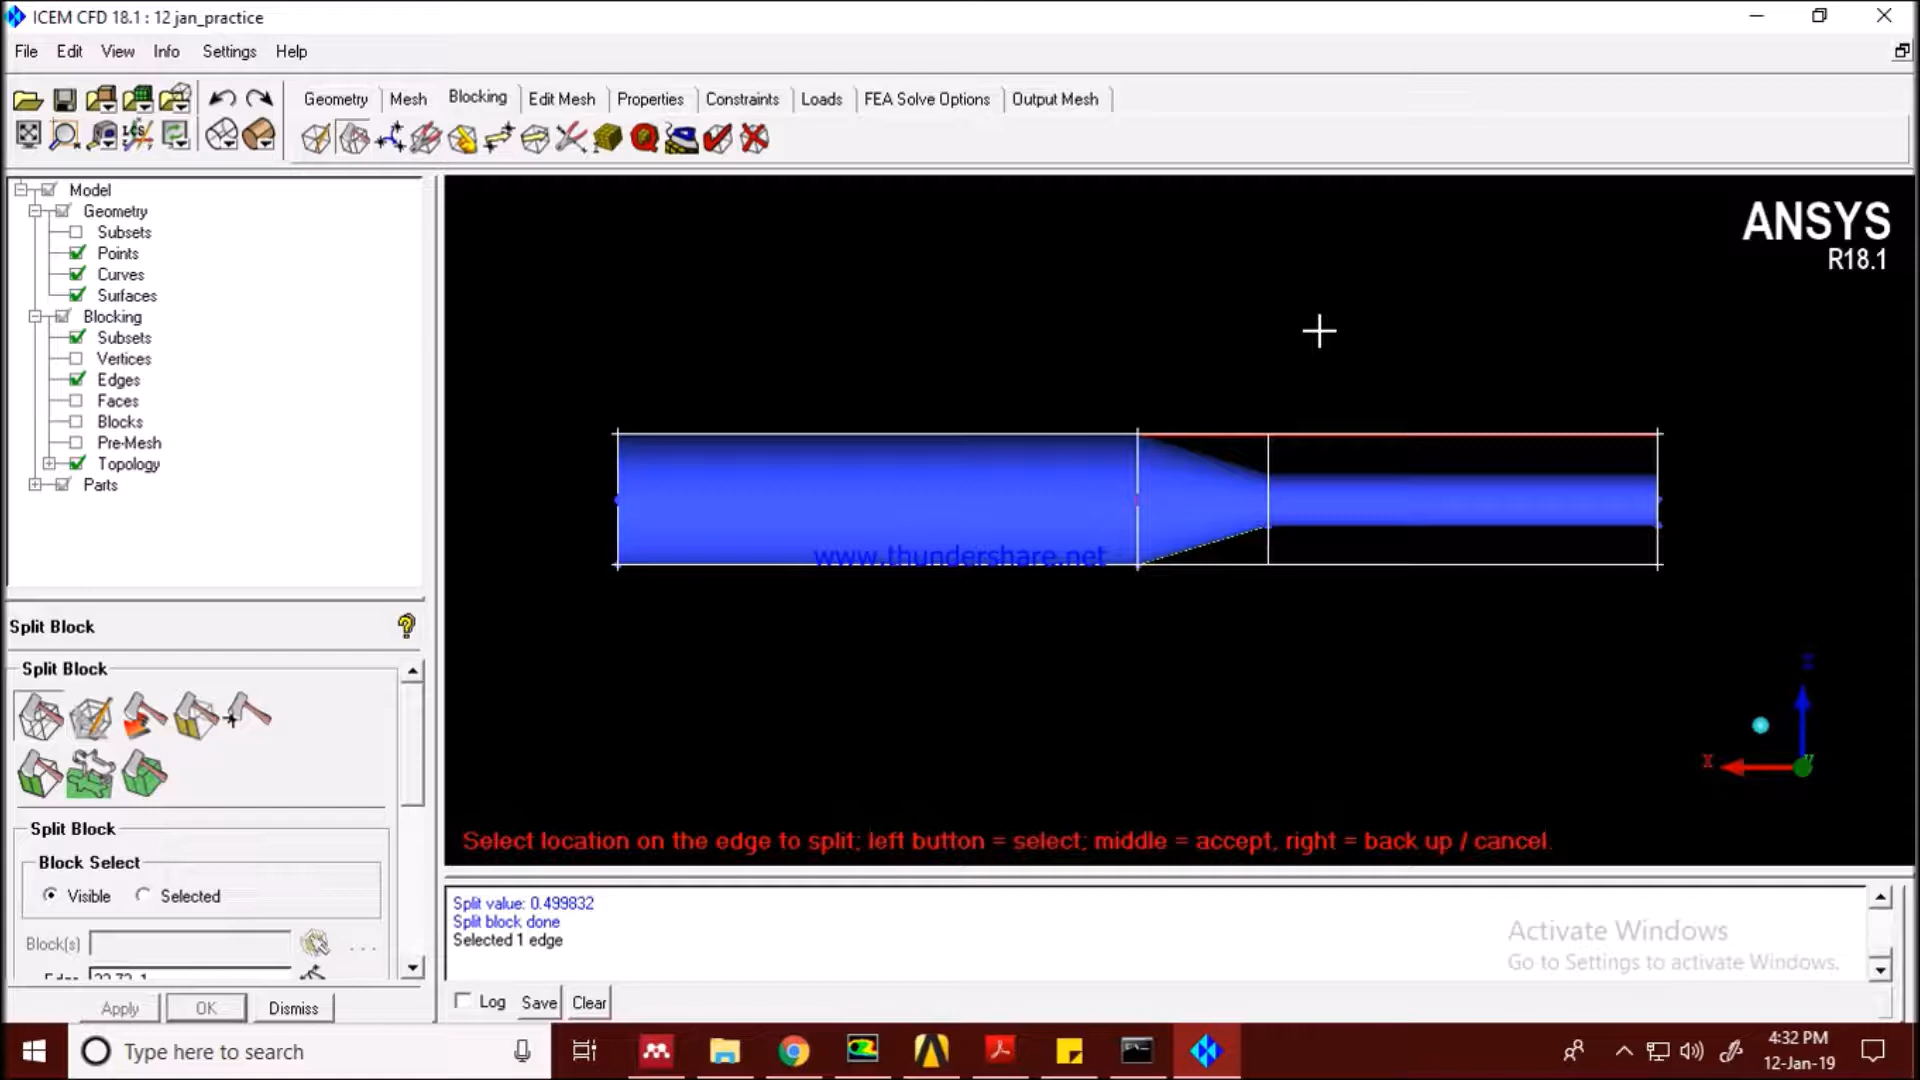 ICEM CFD 18.1 : 12 jan_practice
File Edit View Info Settings Help
Geometry Mesh Blocking Edit Mesh Properties Constraints Loads FEA Solve Options Output Mesh
Model
Geometry
Subsets
Points
Curves
Surfaces
Blocking
Subsets
Vertices
Edges
Faces
Blocks
Pre-Mesh
Topology
Parts
ANSYS
R18.1
www.thundershare.net
Z
X
Y
Select location on the edge to split; left button = select; middle = accept, right = back up / cancel.
Split Block
Split Block
Split Block
Block Select
Visible Selected
Block(s) ...
Apply OK Dismiss
Split value: 0.499832
Split block done
Selected 1 edge
Log Save Clear
Activate Windows
Go to Settings to activate Windows.
Type here to search
4:32 PM
12-Jan-19